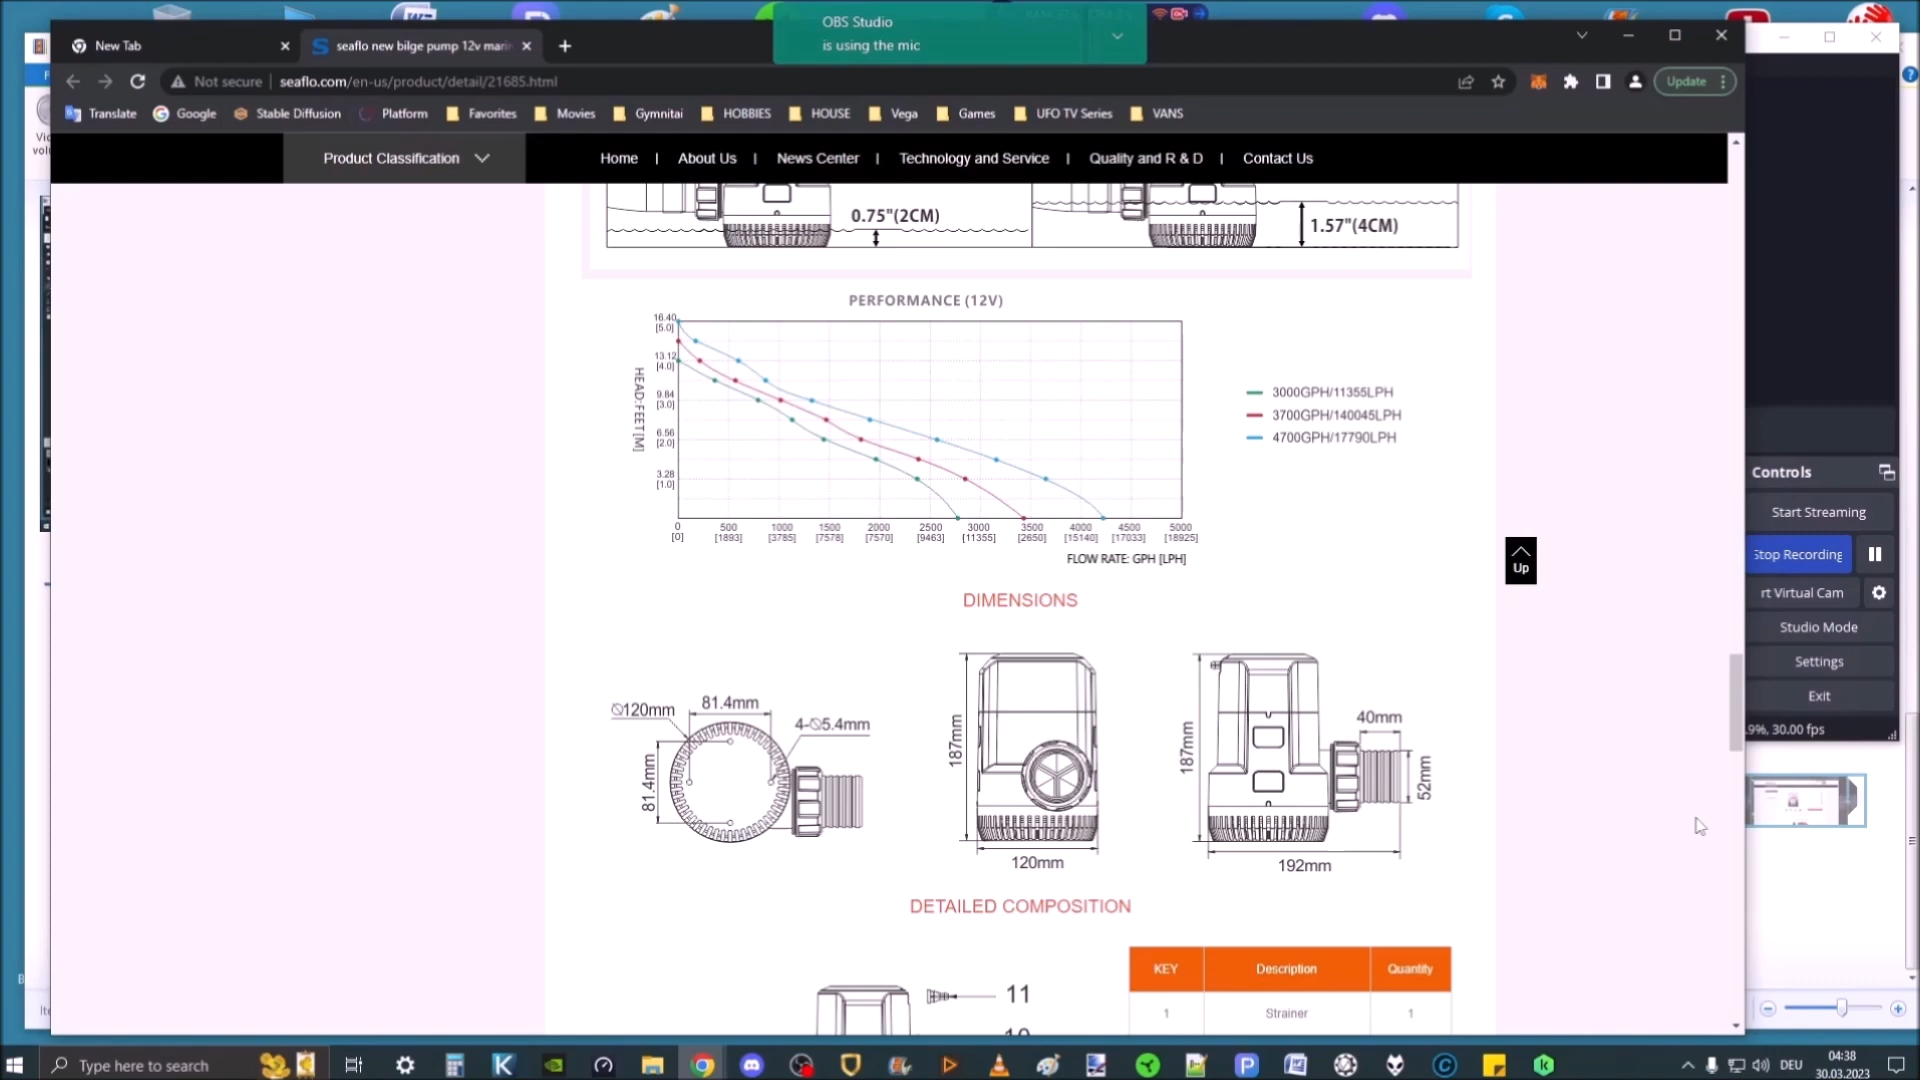 OBS Studio
is using the mic
New Tab
seaflo new bilge pump 12v mari
Not secure
seaflo.com/en-us/product/detail/21685.html
Update
Translate
Google
Stable Diffusion
Platform
Favorites
Movies
Gymnitai
HOBBIES
HOUSE
Vega
Games
UFO TV Series
VANS
Product Classification
Home | About Us | News Center | Technology and Service | Quality and R & D | Contact Us
0.75"(2CM)
1.57"(4CM)
PERFORMANCE (12V)
16.40
[5.0]
13.12
[4.0]
9.84
[3.0]
6.56
[2.0]
3.28
[1.0]
HEAD:FEET[M]
3000GPH/11355LPH
3700GPH/140045LPH
4700GPH/17790LPH
0 500 1000 1500 2000 2500 3000 3500 4000 4500 5000
[0] [1893] [3785] [7578] [7570] [9463] [11355] [2650] [15140] [17033] [18925]
FLOW RATE: GPH [LPH]
Up
DIMENSIONS
∅120mm
81.4mm
4-∅5.4mm
81.4mm
187mm
120mm
187mm
40mm
52mm
192mm
DETAILED COMPOSITION
11
KEY Description Quantity
1 Strainer 1
Controls
Start Streaming
Stop Recording
rt Virtual Cam
Studio Mode
Settings
Exit
.9%, 30.00 fps
Type here to search
DEU
04:38
30.03.2023